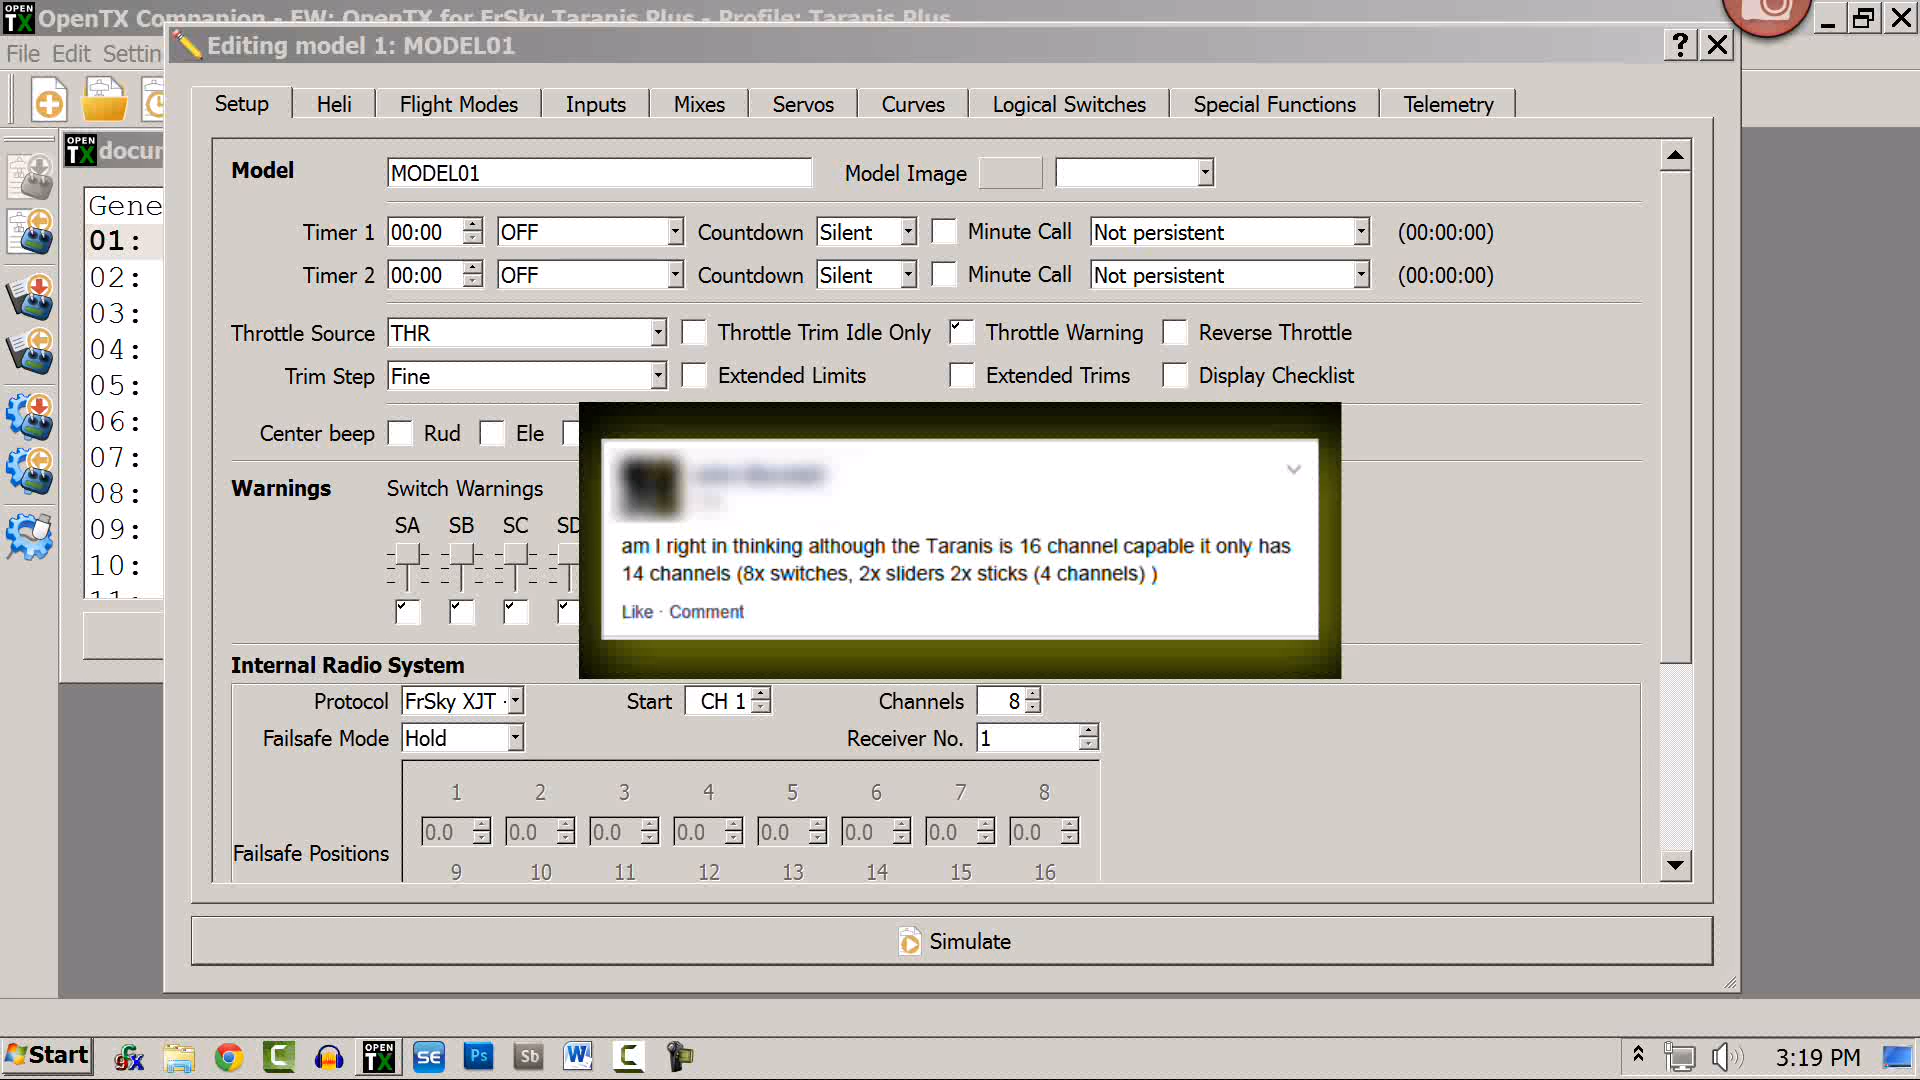 OpenTX Companion - FW: OpenTX for FrSky Taranis Plus - Profile: Taranis Plus
File Edit Settin
Editing model 1: MODEL01
Setup Heli Flight Modes Inputs Mixes Servos Curves Logical Switches Special Functions Telemetry
OPEN TX docum
Gene
01:
02:
03:
04:
05:
06:
07:
08:
09:
10:
11:
Model MODEL01 Model Image
Timer 1 00:00 OFF Countdown Silent Minute Call Not persistent (00:00:00)
Timer 2 00:00 OFF Countdown Silent Minute Call Not persistent (00:00:00)
Throttle Source THR Throttle Trim Idle Only Throttle Warning Reverse Throttle
Trim Step Fine Extended Limits Extended Trims Display Checklist
Center beep Rud Ele
Warnings Switch Warnings
SA SB SC SD
am I right in thinking although the Taranis is 16 channel capable it only has
14 channels (8x switches, 2x sliders 2x sticks (4 channels) )
Like · Comment
Internal Radio System
Protocol FrSky XJT - Start CH 1 Channels 8
Failsafe Mode Hold Receiver No. 1
1 2 3 4 5 6 7 8
0.0 0.0 0.0 0.0 0.0 0.0 0.0 0.0
Failsafe Positions
9 10 11 12 13 14 15 16
Simulate
Start OPEN TX SE Ps Sb W C 3:19 PM